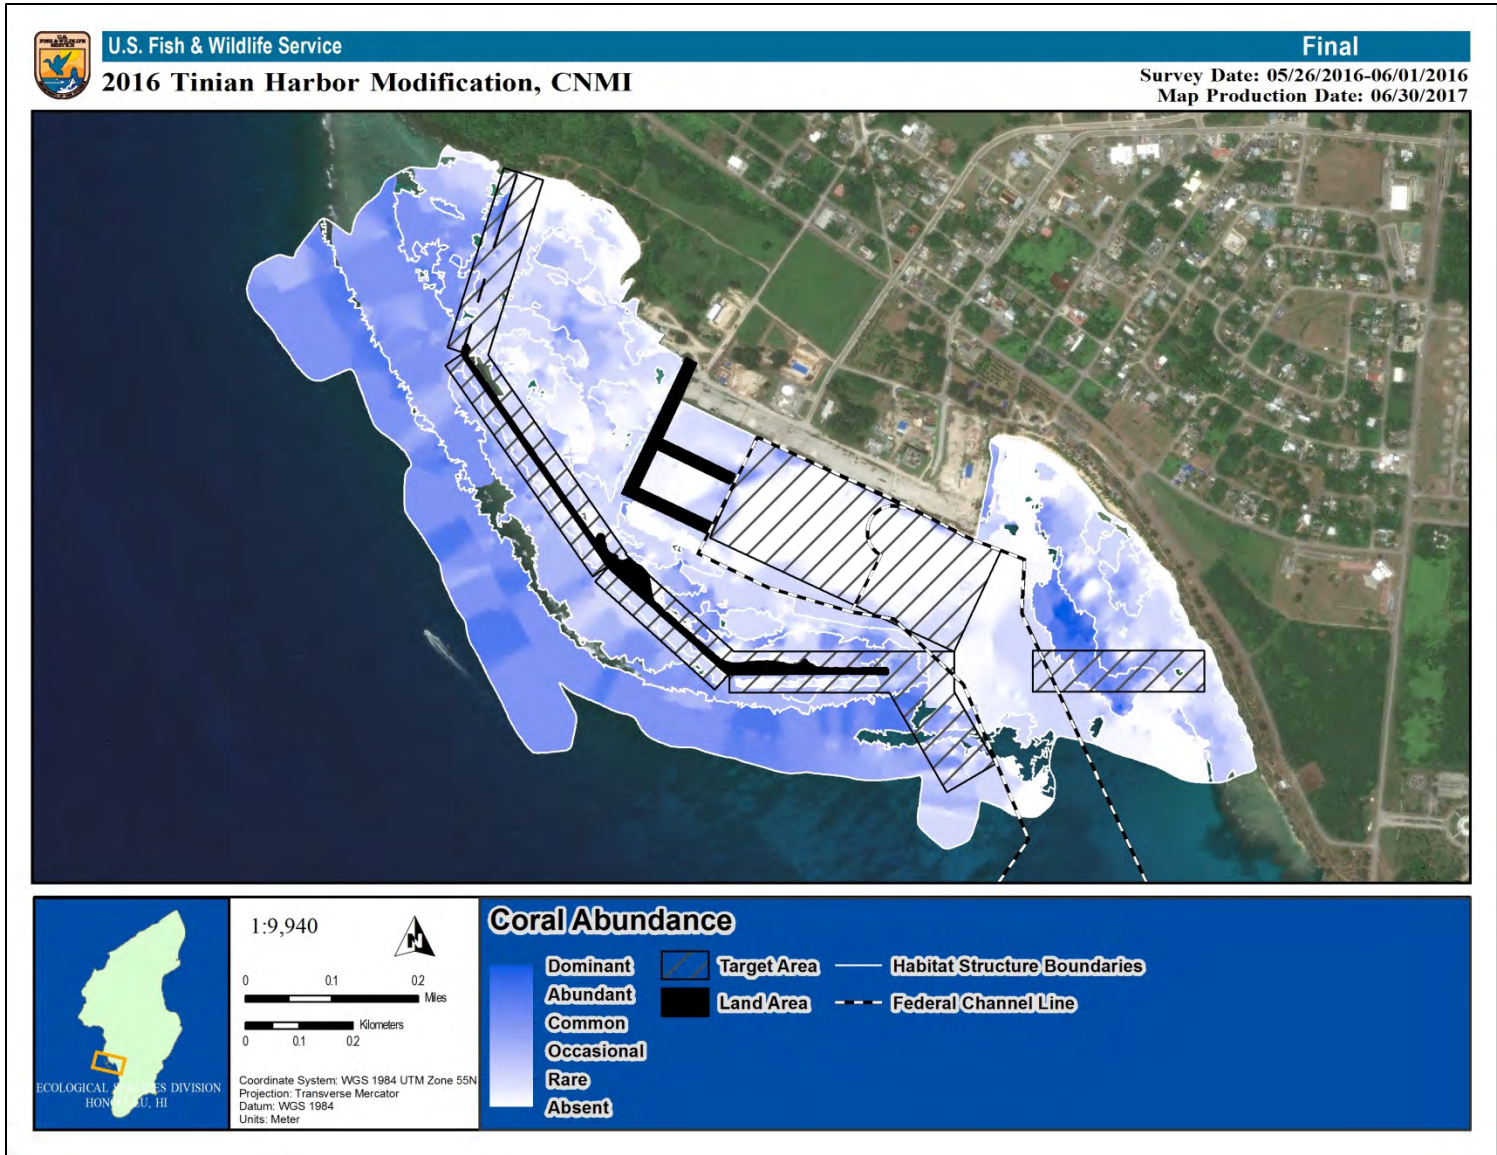 U.S.
FISH & WILDLIFE
SERVICE
U.S. Fish & Wildlife Service
Final
2016 Tinian Harbor Modification, CNMI
Survey Date: 05/26/2016-06/01/2016
Map Production Date: 06/30/2017
ECOLOGICAL DIVISION
HI
1:9,940
N
0 0.1 0.2
Miles
Kilometers
0 0.1 0.2
Coordinate System: WGS 1984 UTM Zone 55N
Projection: Transverse Mercator
Datum: WGS 1984
Units: Meter
Coral Abundance
Dominant
Abundant
Common
Occasional
Rare
Absent
Target Area
Land Area
Habitat Structure Boundaries
Federal Channel Line